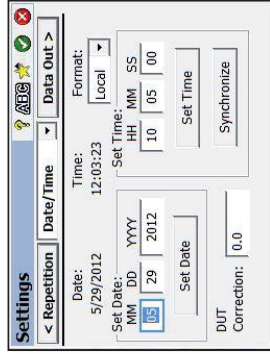 Settings ? ABC
< Repetition Date/Time Data Out >
Date: Time: Format:
5/29/2012 12:03:23 Local
Set Date: Set Time:
MM DD YYYY HH MM SS
05 29 2012 10 05 00
Set Date Set Time
DUT
Correction: 0.0 Synchronize